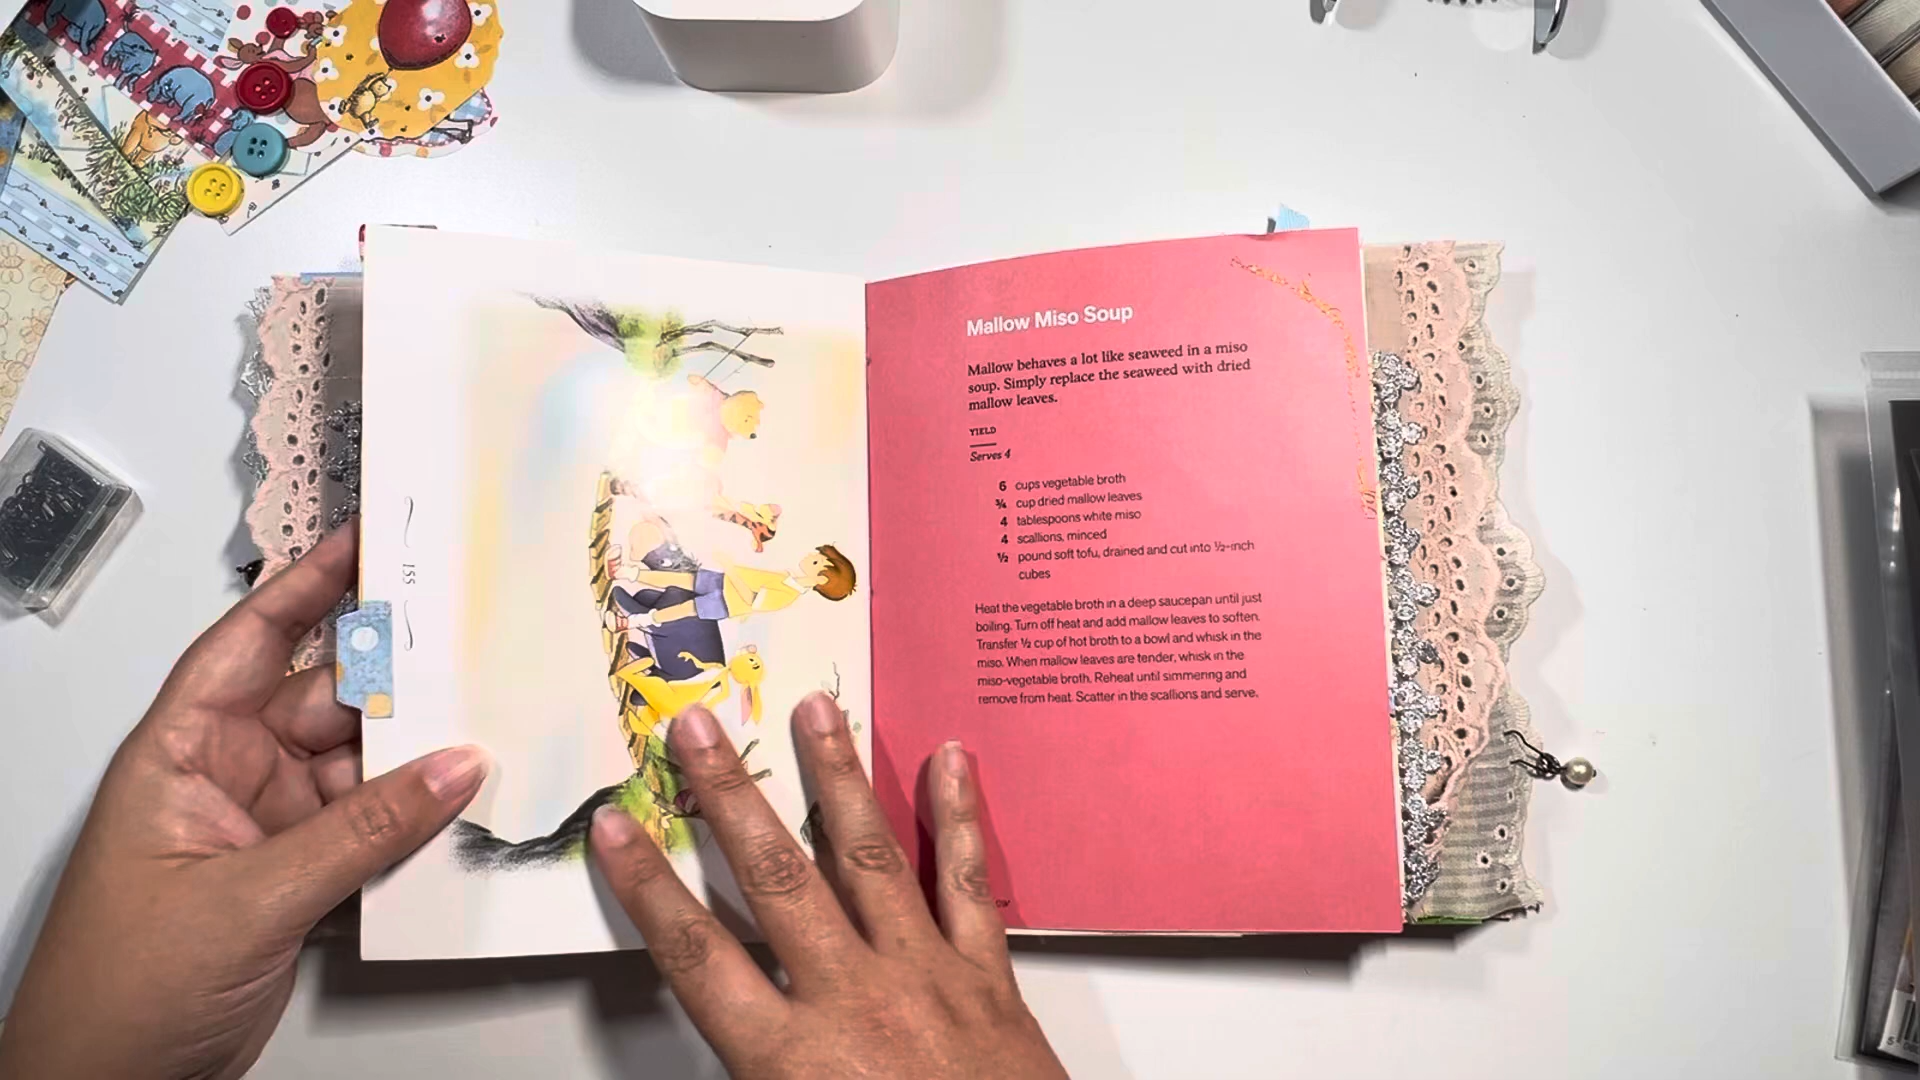 155
Mallow Miso Soup
Mallow behaves a lot like seaweed in a miso
soup. Simply replace the seaweed with dried
mallow leaves.
YIELD
Serves 4
6 cups vegetable broth
¾ cup dried mallow leaves
4 tablespoons white miso
4 scallions, minced
½ pound soft tofu, drained and cut into ½-inch
cubes
Heat the vegetable broth in a deep saucepan until just
boiling. Turn off heat and add mallow leaves to soften.
Transfer ½ cup of hot broth to a bowl and whisk in the
miso. When mallow leaves are tender, whisk in the
miso-vegetable broth. Reheat until simmering and
remove from heat. Scatter in the scallions and serve.